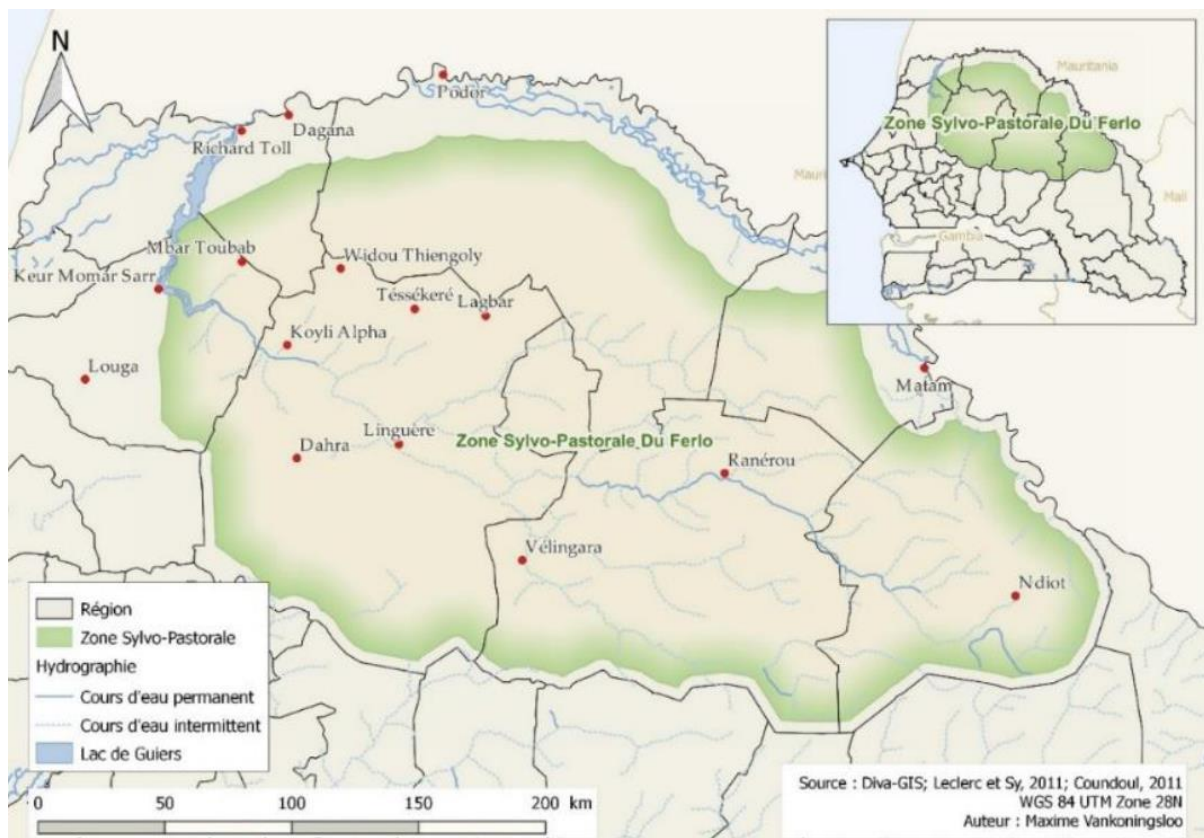 N
Podor
Dagana
Richard Toll
Mbar Toubab
Widou Thiengoly
Keur Momar Sarr
Téssékeré
Lagbar
Koyli Alpha
Louga
Matam
Linguère
Dahra
Zone Sylvo-Pastorale Du Ferlo
Ranérou
Vélingara
Ndiot
Mauritania
Zone Sylvo-Pastorale Du Ferlo
Mali
Gambia
Région
Zone Sylvo-Pastorale
Hydrographie
Cours d'eau permanent
Cours d'eau intermittent
Lac de Guiers
0 50 100 150 200 km
Source : Diva-GIS; Leclerc et Sy, 2011; Coundoul, 2011
WGS 84 UTM Zone 28N
Auteur : Maxime Vankoningsloo